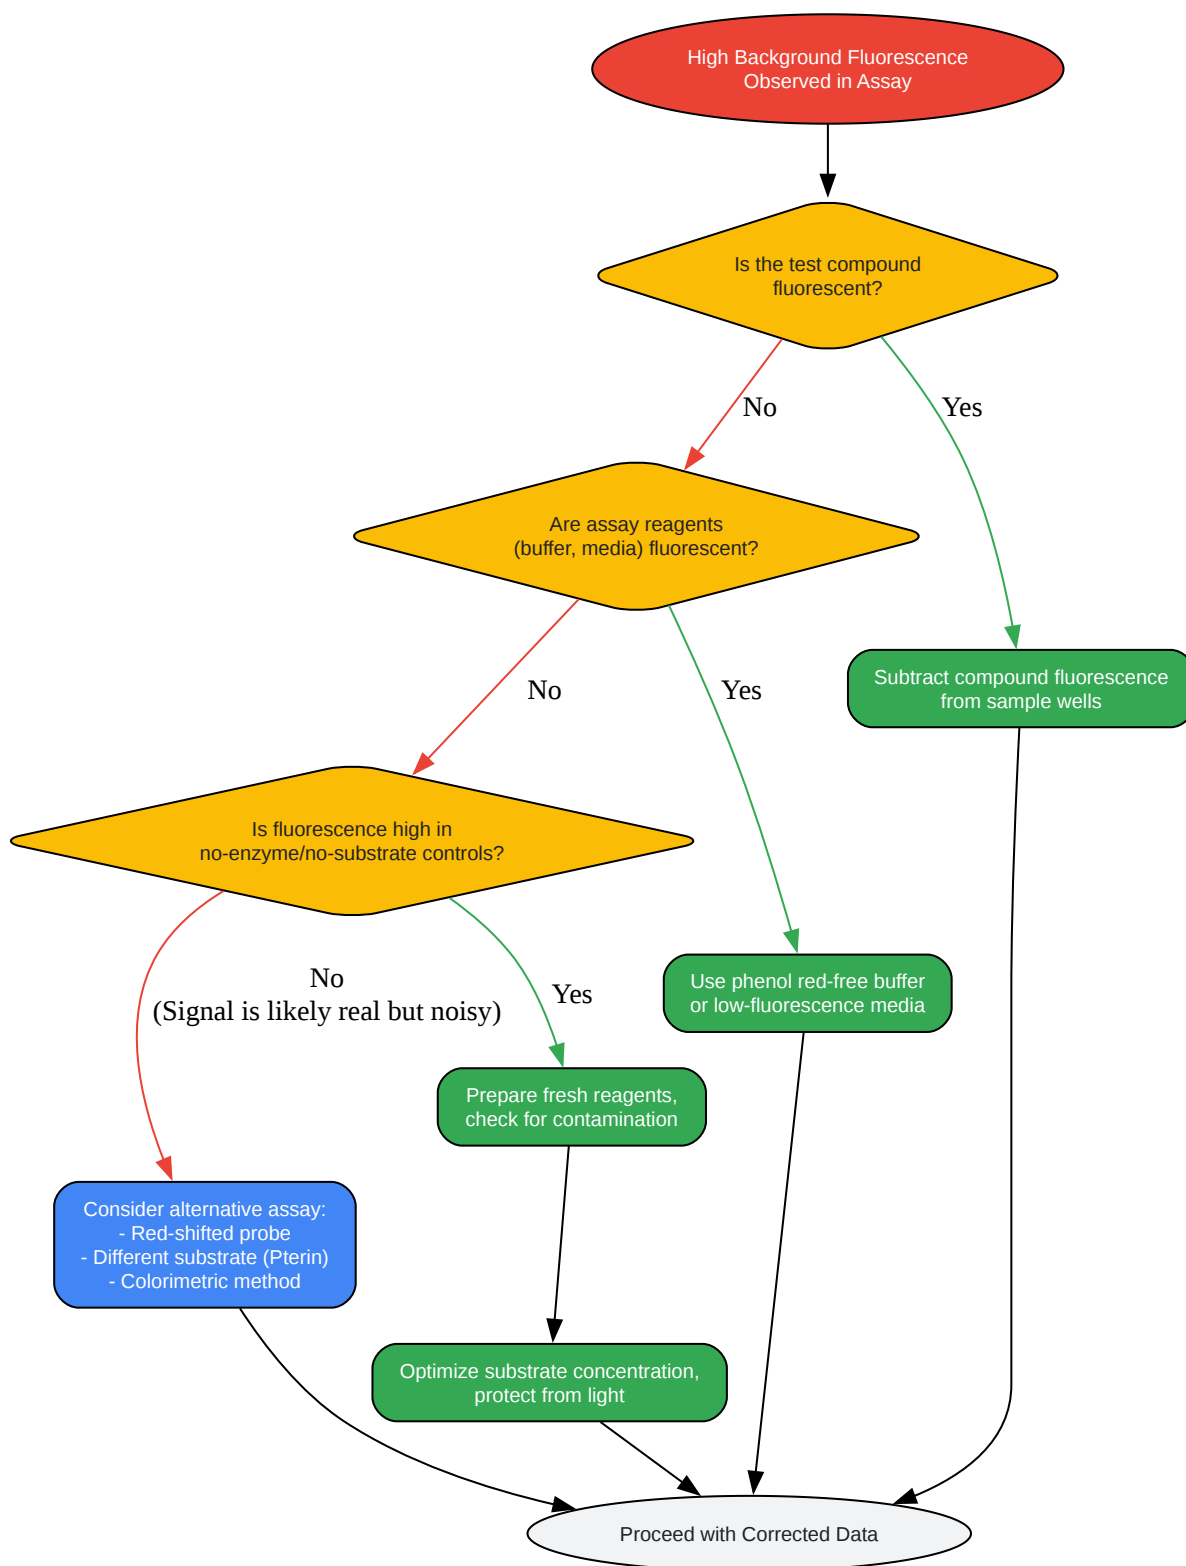 High Background Fluorescence
Observed in Assay
Is the test compound
fluorescent?
No
Yes
Are assay reagents
(buffer, media) fluorescent?
No
Yes
Subtract compound fluorescence
from sample wells
Is fluorescence high in
no-enzyme/no-substrate controls?
No
(Signal is likely real but noisy)
Yes
Use phenol red-free buffer
or low-fluorescence media
Prepare fresh reagents,
check for contamination
Consider alternative assay:
- Red-shifted probe
- Different substrate (Pterin)
- Colorimetric method
Optimize substrate concentration,
protect from light
Proceed with Corrected Data